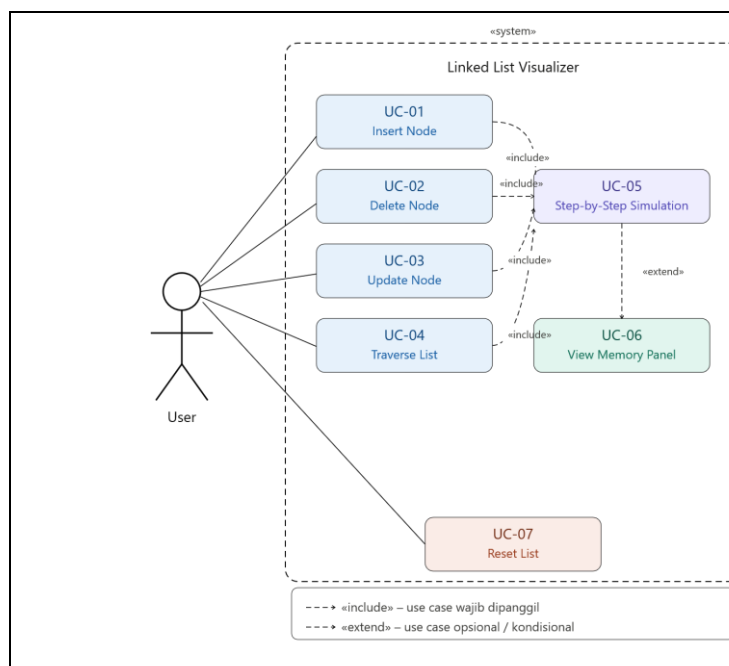 «system»
Linked List Visualizer
UC-01
Insert Node
«include»
UC-02
Delete Node
«include»
UC-05
Step-by-Step Simulation
UC-03
Update Node
«include»
«extend»
UC-04
Traverse List
«include»
UC-06
View Memory Panel
User
UC-07
Reset List
«include» – use case wajib dipanggil
«extend» – use case opsional / kondisional